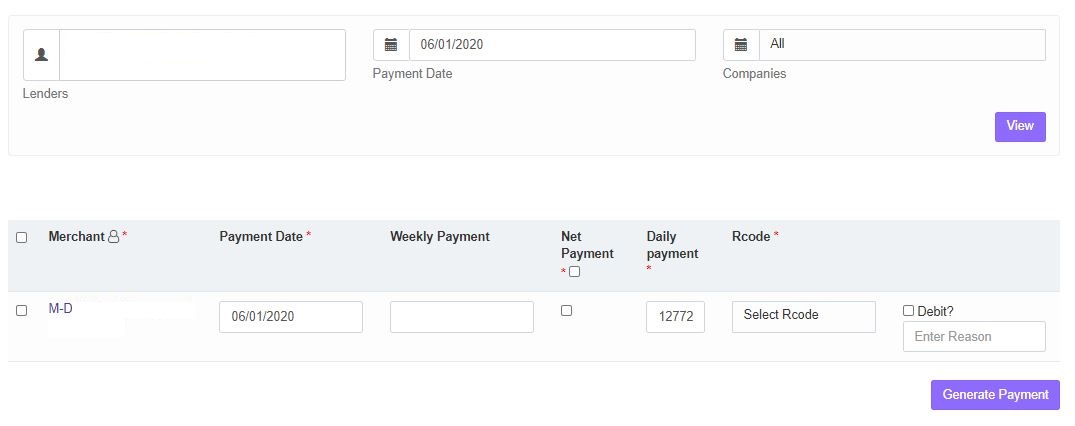 06/01/2020
All
Lenders
Payment Date
Companies
View
Merchant * Payment Date * Weekly Payment Net Payment * Daily payment * Rcode *
M-D 06/01/2020 12772 Select Rcode Debit?
Enter Reason
Generate Payment